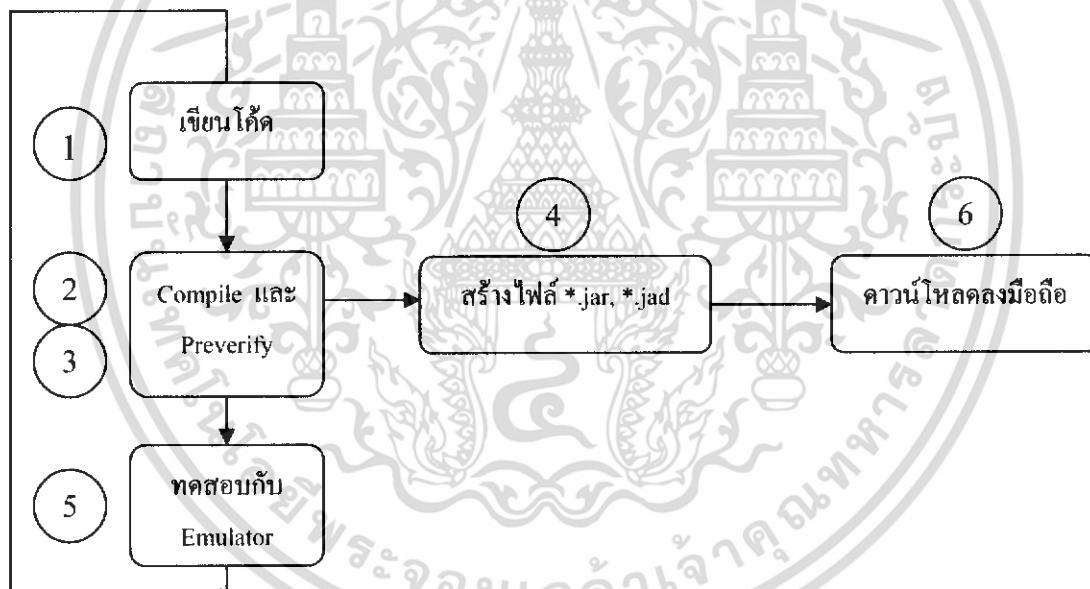 1
เขียนโค้ด
2
3
Compile และ
Preverify
4
สร้างไฟล์ *.jar, *.jad
6
ดาวน์โหลดลงมือถือ
5
ทดสอบกับ
Emulator